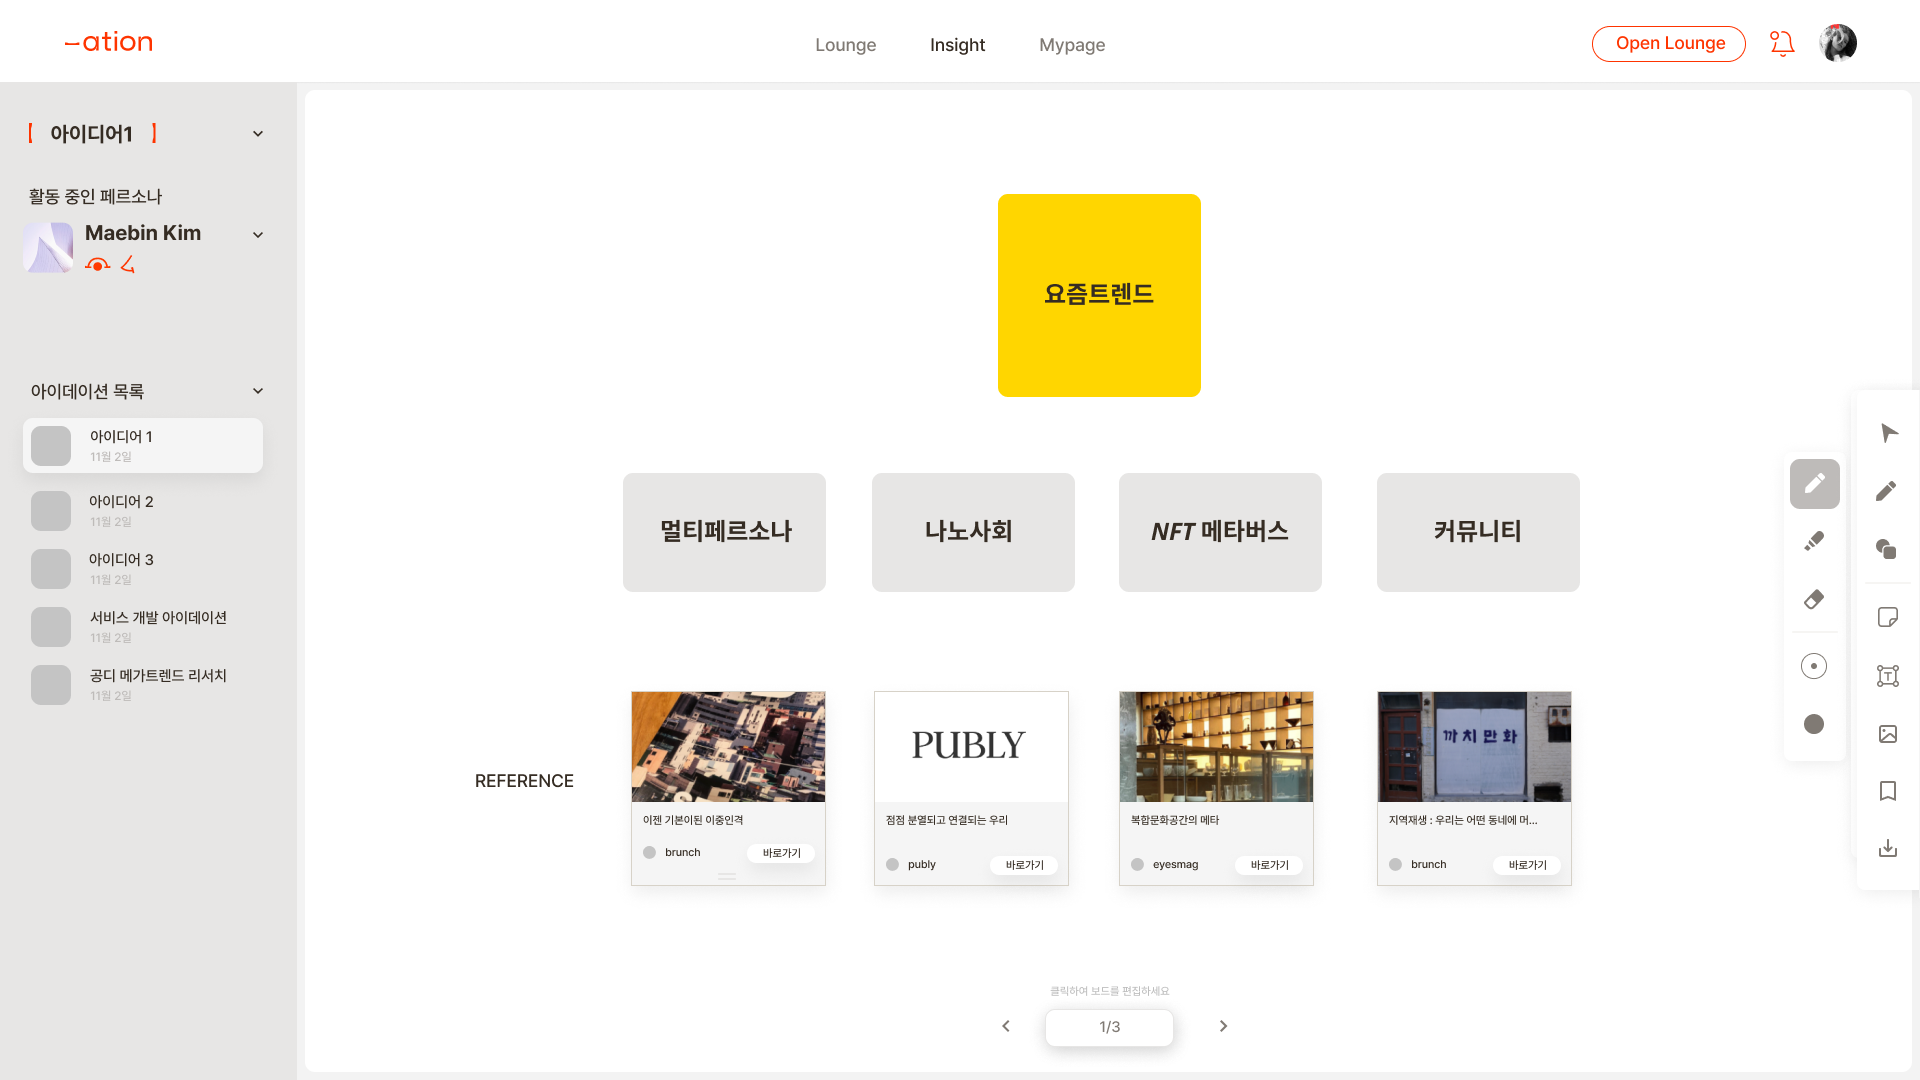 –ation
Lounge
Insight
Mypage
Open Lounge
아이디어1
활동 중인 페르소나
Maebin Kim
아이데이션 목록
아이디어 1
11월 2일
아이디어 2
11월 2일
아이디어 3
11월 2일
서비스 개발 아이데이션
11월 2일
공디 메가트렌드 리서치
11월 2일
요즘트렌드
멀티페르소나
나노사회
NFT 메타버스
커뮤니티
REFERENCE
이젠 기본이된 이중인격
brunch
바로가기
PUBLY
점점 분열되고 연결되는 우리
publy
바로가기
복합문화공간의 메타
eyesmag
바로가기
까치만화
지역재생 : 우리는 어떤 동네에 머...
brunch
바로가기
클릭하여 보드를 편집하세요
1/3
T